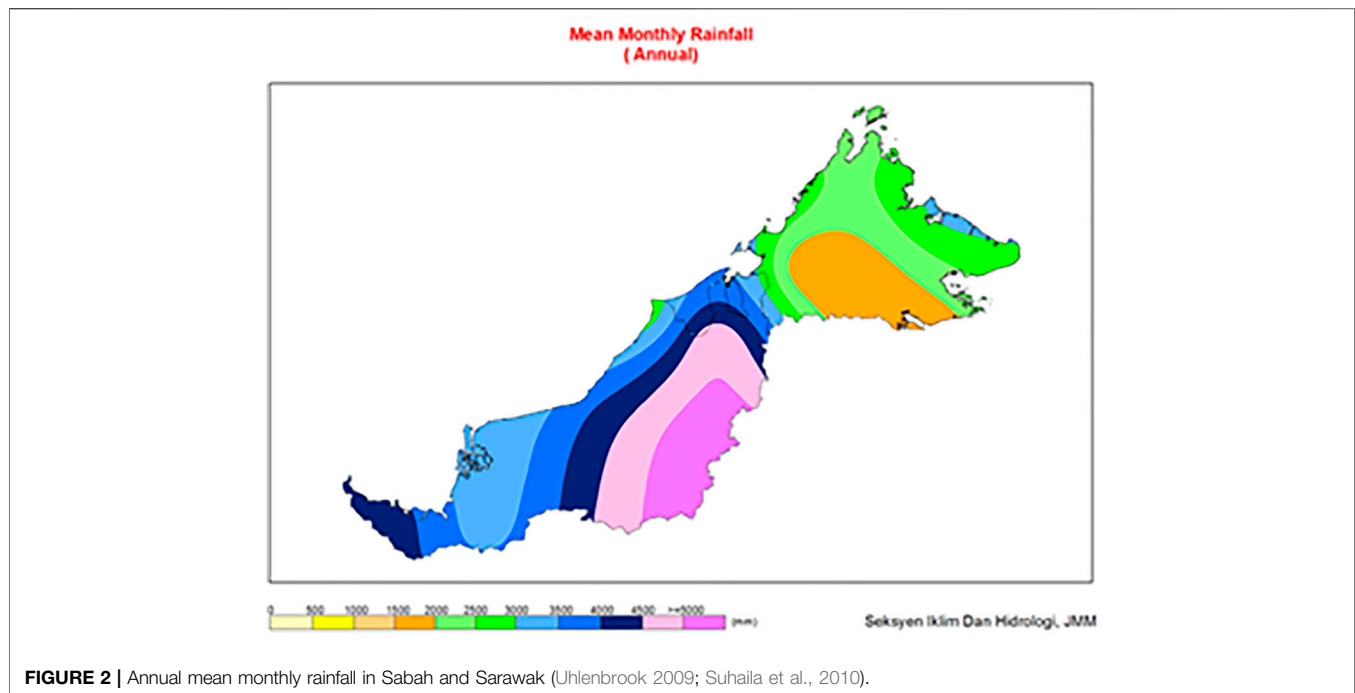 Mean Monthly Rainfall
( Annual)
0 500 1000 1500 2000 2500 3000 3500 4000 4500 >=5000
(mm)
Seksyen Iklim Dan Hidrologi, JMM
FIGURE 2 | Annual mean monthly rainfall in Sabah and Sarawak (Uhlenbrook 2009; Suhaila et al., 2010).